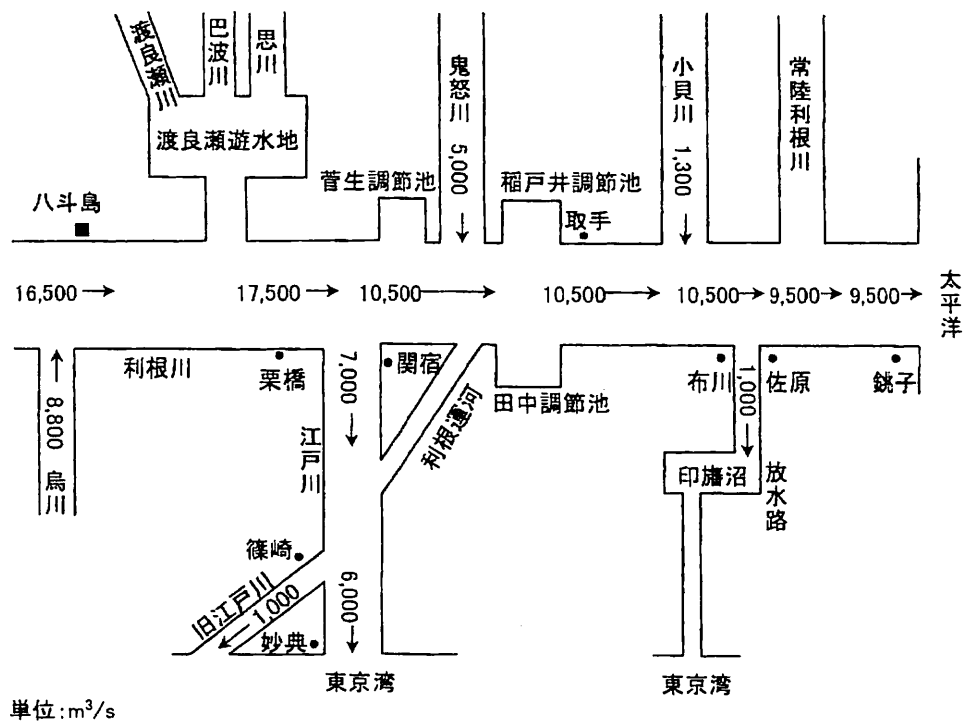 渡良瀬川
巴波川
思川
鬼怒川 5,000
小貝川 1,300
常陸利根川
渡良瀬遊水地
菅生調節池
稲戸井調節池
八斗島
取手
16,500
17,500
10,500
10,500
10,500
9,500
9,500
太平洋
利根川
栗橋
7,000
関宿
布川
1,000
佐原
銚子
8,800 烏川
江戸川
利根運河
田中調節池
印旛沼
放水路
篠崎
旧江戸川
1,000
6,000
妙典
東京湾
東京湾
単位:m³/s